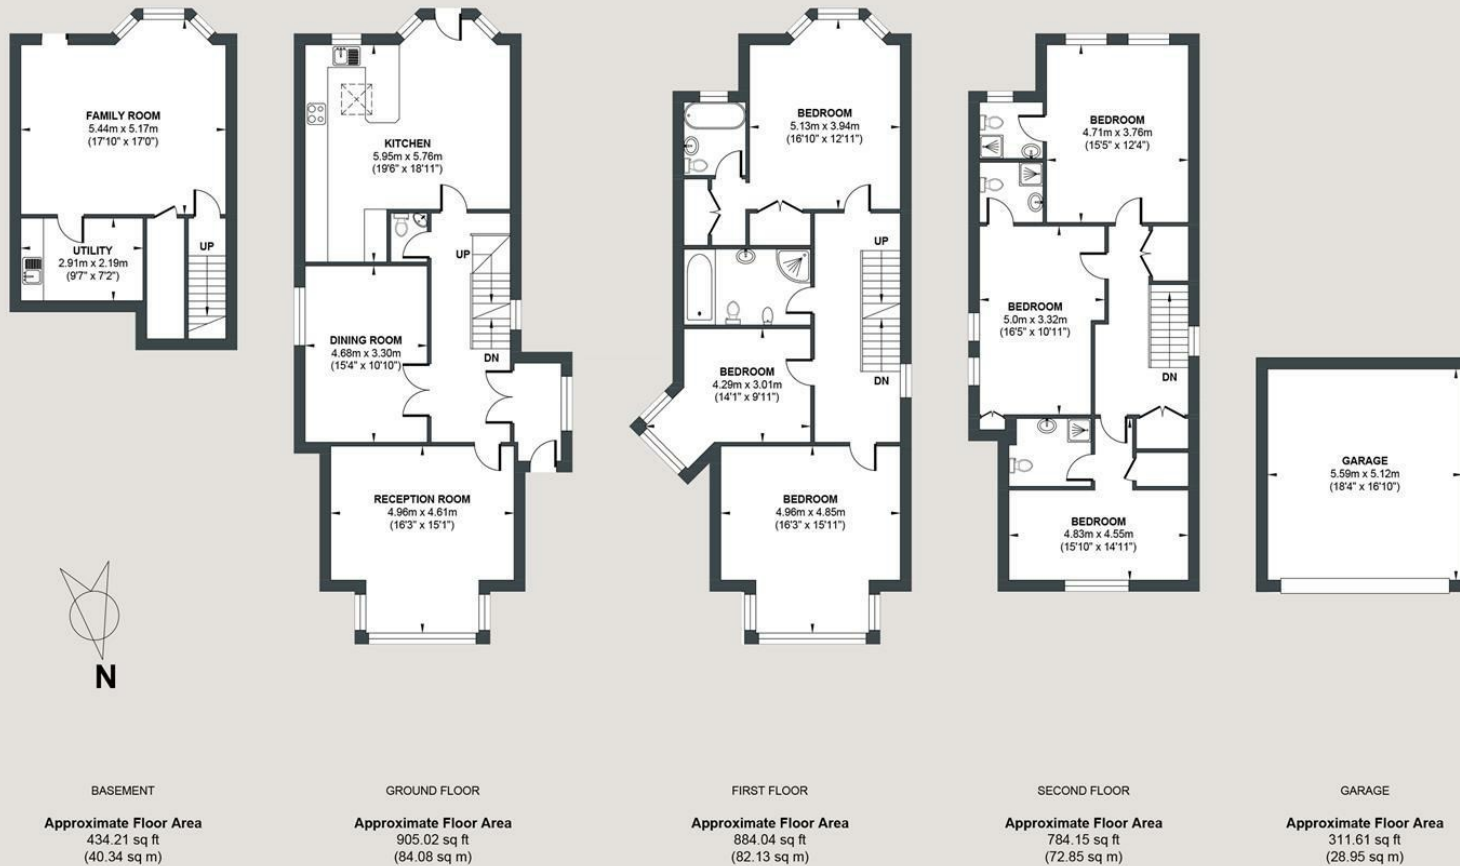 FAMILY ROOM
5.44m x 5.17m
(17'10" x 17'0")
UTILITY
2.91m x 2.19m
(9'7" x 7'2")
UP
KITCHEN
5.95m x 5.76m
(19'6" x 18'11")
UP
DINING ROOM
4.68m x 3.30m
(15'4" x 10'10")
DN
RECEPTION ROOM
4.96m x 4.61m
(16'3" x 15'1")
BEDROOM
5.13m x 3.94m
(16'10" x 12'11")
UP
BEDROOM
4.29m x 3.01m
(14'1" x 9'11")
DN
BEDROOM
4.96m x 4.85m
(16'3" x 15'11")
BEDROOM
4.71m x 3.76m
(15'5" x 12'4")
BEDROOM
5.0m x 3.32m
(16'5" x 10'11")
DN
BEDROOM
4.83m x 4.55m
(15'10" x 14'11")
GARAGE
5.59m x 5.12m
(18'4" x 16'10")
N
BASEMENT
Approximate Floor Area
434.21 sq ft
(40.34 sq m)
GROUND FLOOR
Approximate Floor Area
905.02 sq ft
(84.08 sq m)
FIRST FLOOR
Approximate Floor Area
884.04 sq ft
(82.13 sq m)
SECOND FLOOR
Approximate Floor Area
784.15 sq ft
(72.85 sq m)
GARAGE
Approximate Floor Area
311.61 sq ft
(28.95 sq m)